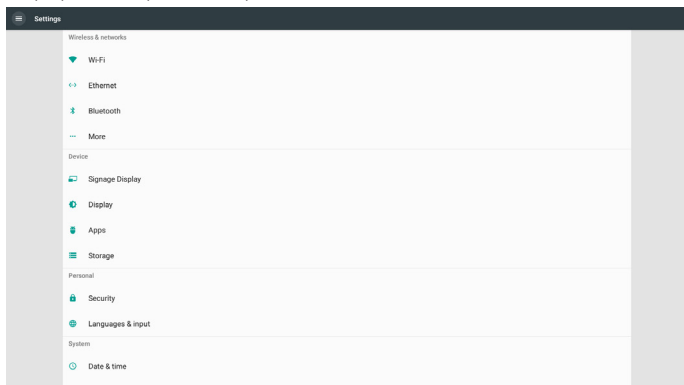 Settings
Wireless & networks
Wi-Fi
Ethernet
Bluetooth
More
Device
Signage Display
Display
Apps
Storage
Personal
Security
Languages & input
System
Date & time